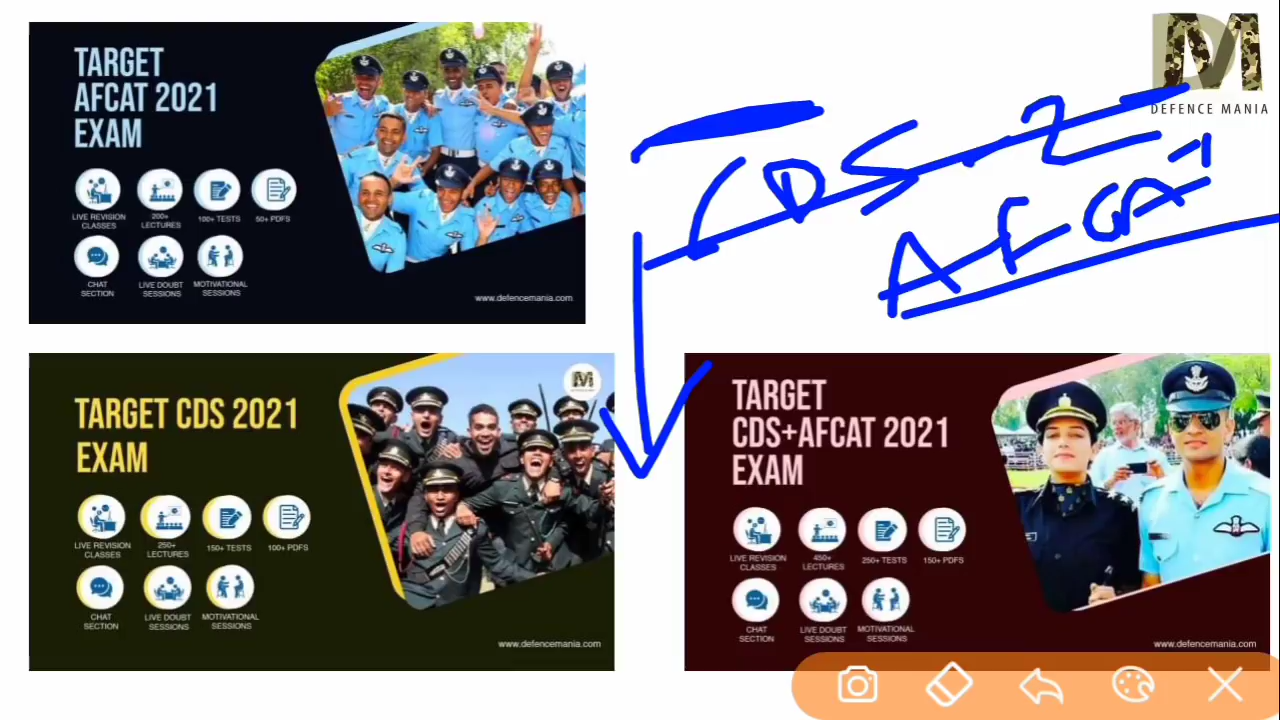 TARGET
AFCAT 2021
EXAM
LIVE REVISION
CLASSES
200+
LECTURES
100+ TESTS
50+ PDFS
CHAT
SECTION
LIVE DOUBT
SESSIONS
MOTIVATIONAL
SESSIONS
www.defencemania.com
DM
DEFENCE MANIA
CDS - 2
AFCAT
TARGET CDS 2021
EXAM
LIVE REVISION
CLASSES
250+
LECTURES
150+ TESTS
100+ PDFS
CHAT
SECTION
LIVE DOUBT
SESSIONS
MOTIVATIONAL
SESSIONS
www.defencemania.com
TARGET
CDS+AFCAT 2021
EXAM
LIVE REVISION
CLASSES
450+
LECTURES
250+ TESTS
150+ PDFS
CHAT
SECTION
LIVE DOUBT
SESSIONS
MOTIVATIONAL
SESSIONS
www.defencemania.com